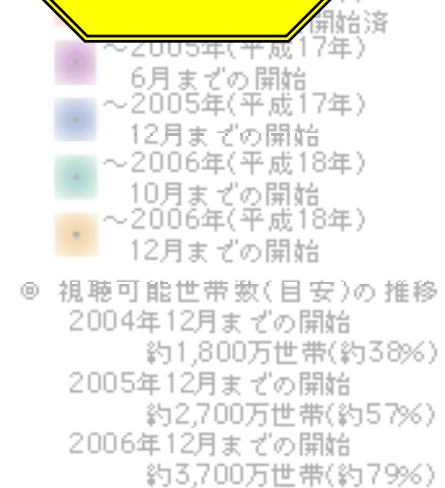 開始済
～2005年(平成17年)
6月までの開始
～2005年(平成17年)
12月までの開始
～2006年(平成18年)
10月までの開始
～2006年(平成18年)
12月までの開始
◎ 視聴可能世帯数(目安)の推移
2004年12月までの開始
約1,800万世帯(約38%)
2005年12月までの開始
約2,700万世帯(約57%)
2006年12月までの開始
約3,700万世帯(約79%)